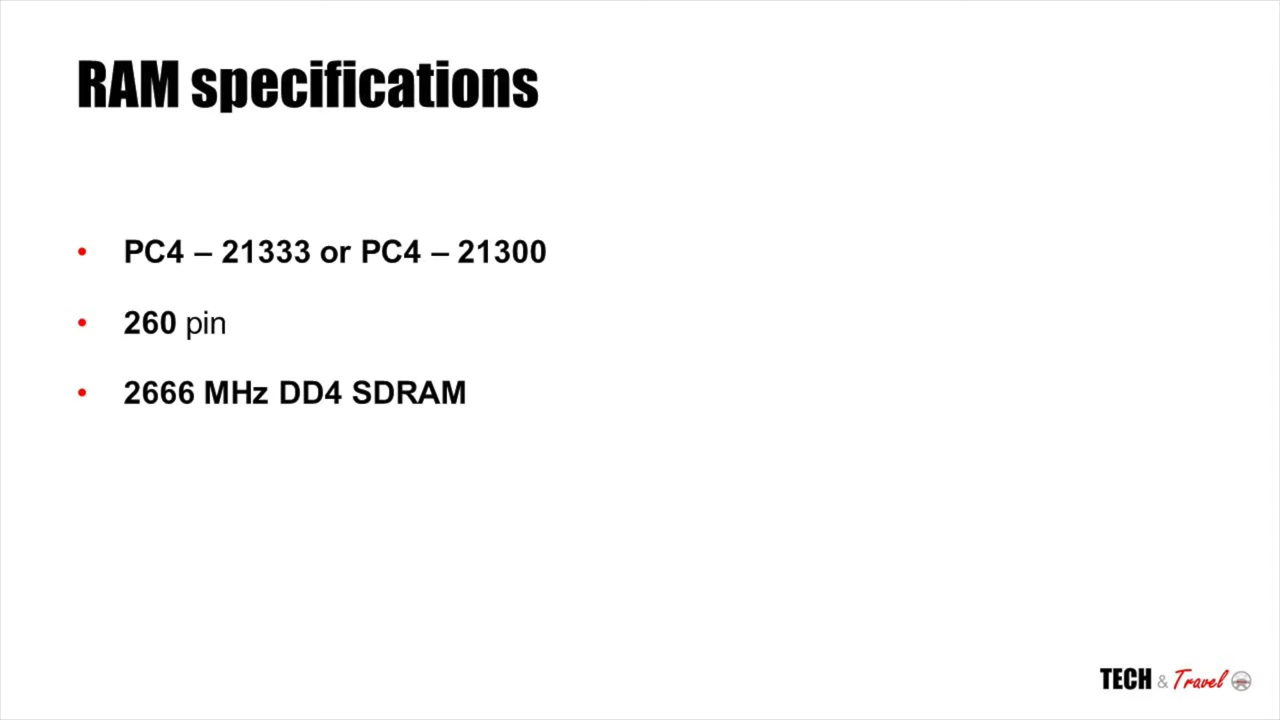 RAM specifications
• PC4 – 21333 or PC4 – 21300
• 260 pin
• 2666 MHz DD4 SDRAM
TECH & Travel